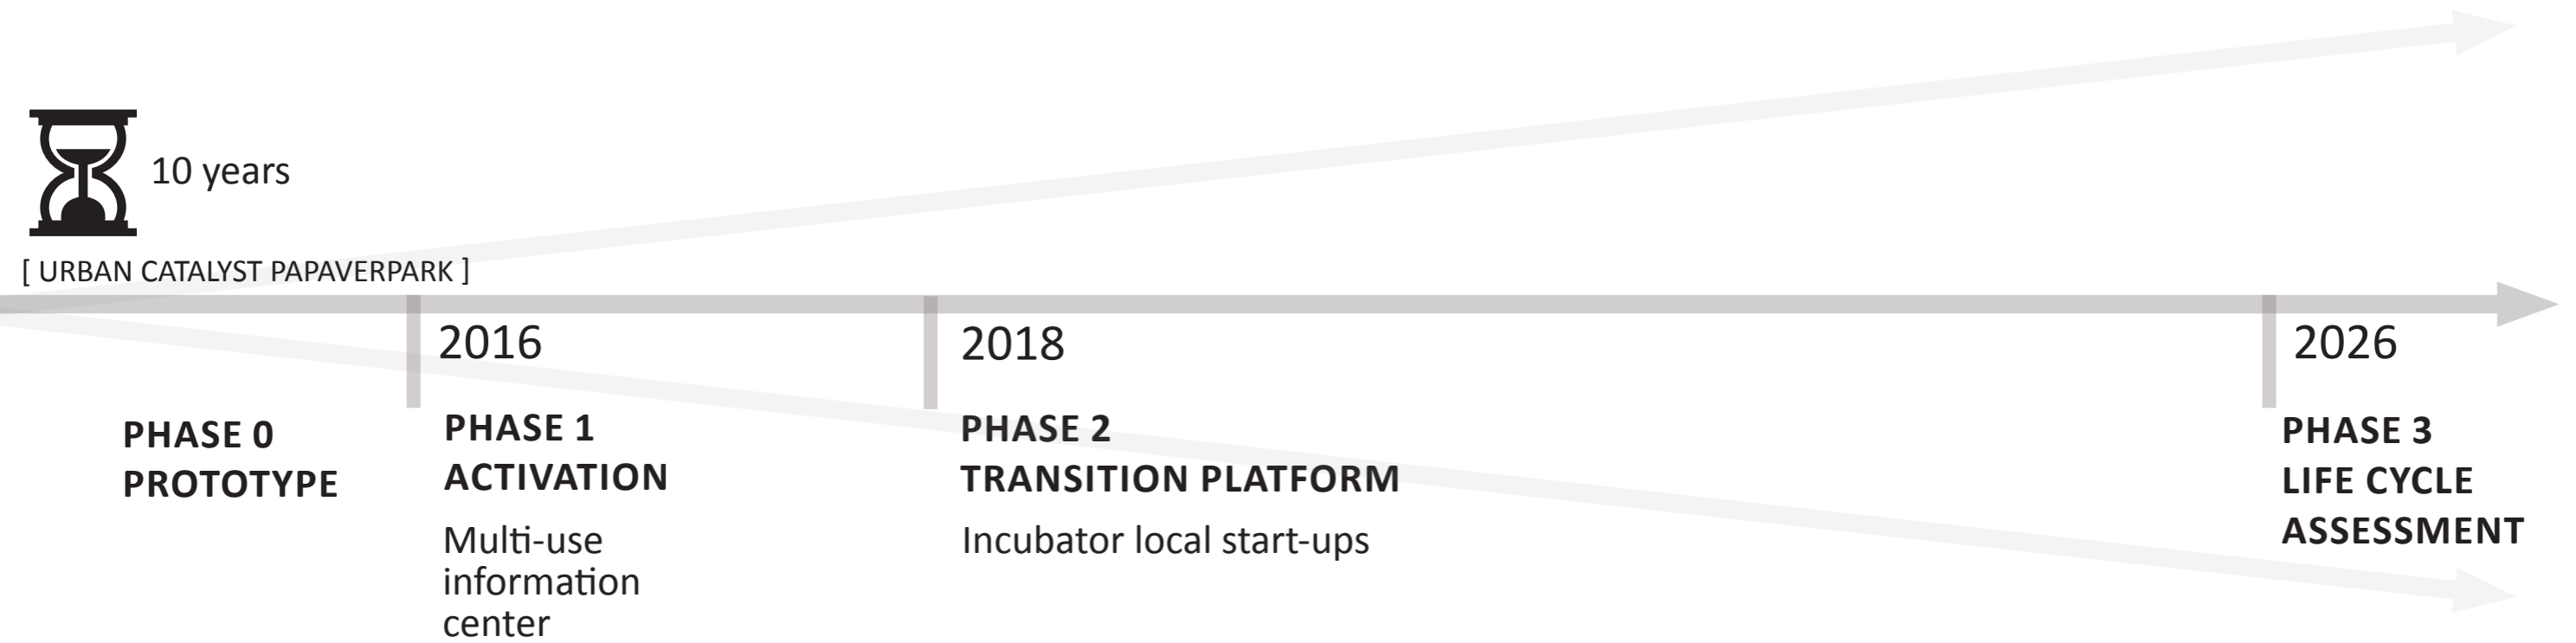 10 years
[ URBAN CATALYST PAPAVERPARK ]
2016
2018
2026
PHASE 0
PROTOTYPE
PHASE 1
ACTIVATION
Multi-use
information
center
PHASE 2
TRANSITION PLATFORM
Incubator local start-ups
PHASE 3
LIFE CYCLE
ASSESSMENT